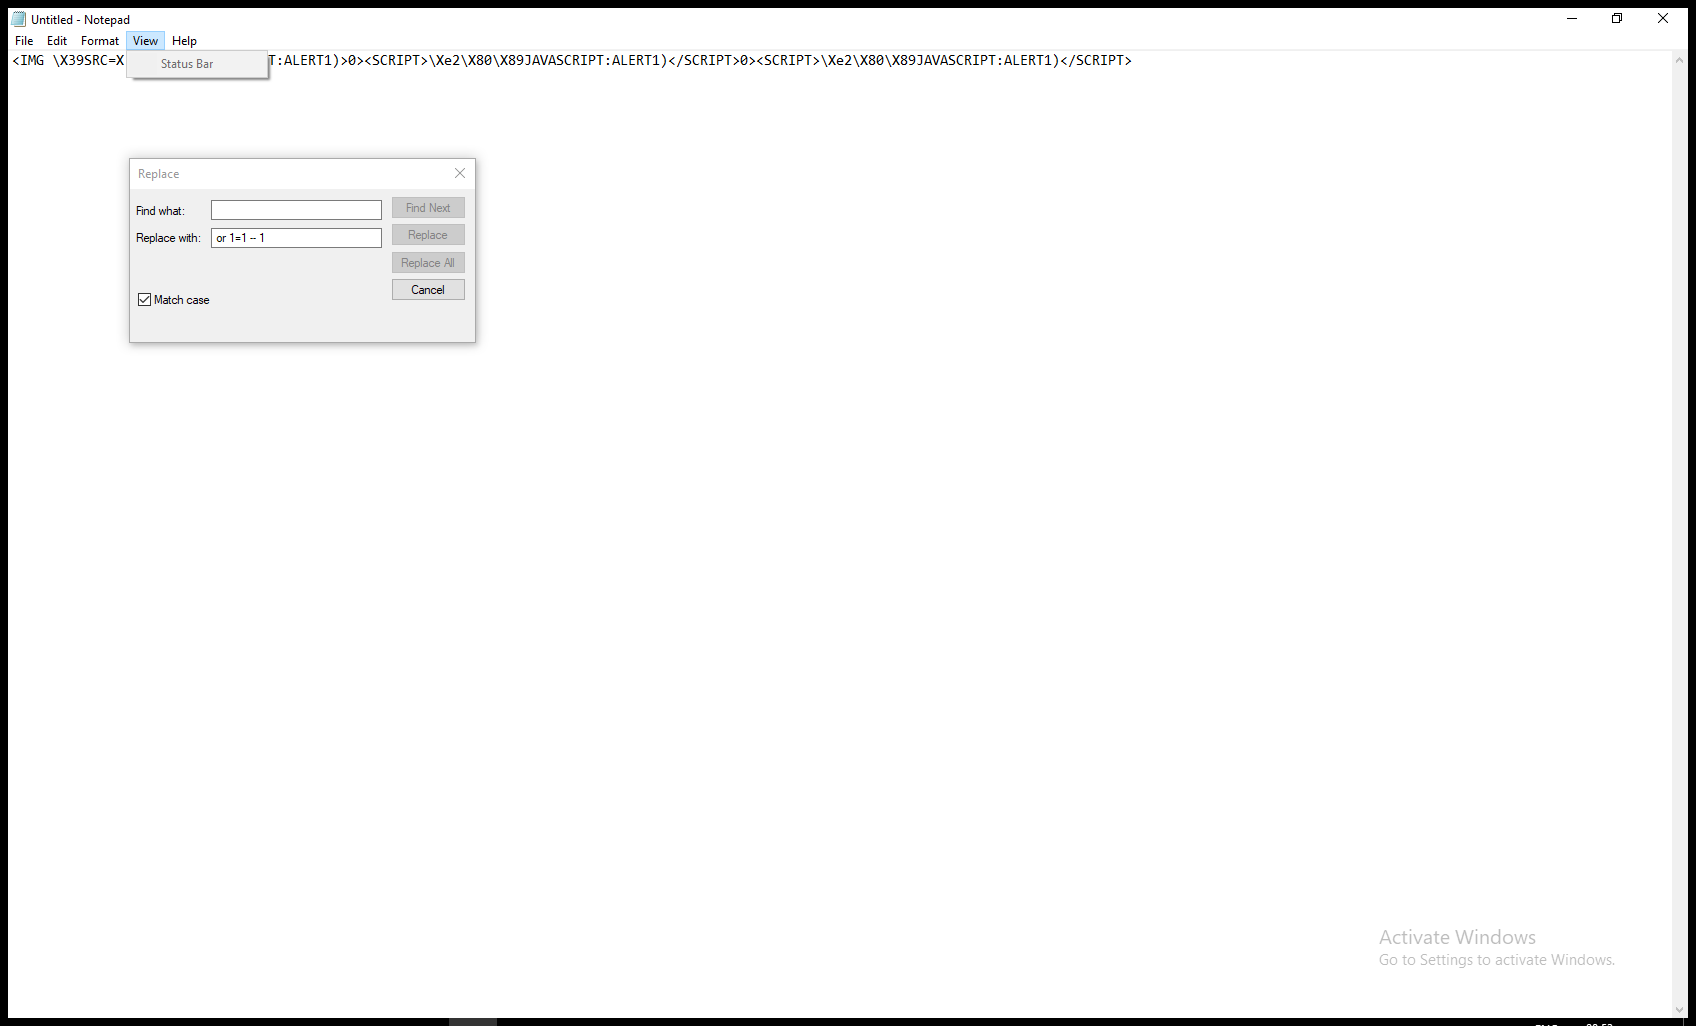 Untitled - Notepad
File Edit Format View Help
<IMG \X39SRC=X T:ALERT1)>0><SCRIPT>\Xe2\X80\X89JAVASCRIPT:ALERT1)</SCRIPT>0><SCRIPT>\Xe2\X80\X89JAVASCRIPT:ALERT1)</SCRIPT>
Status Bar
Replace
Find what:
Find Next
Replace with: or 1=1 -- 1
Replace
Replace All
Cancel
Match case
Activate Windows
Go to Settings to activate Windows.